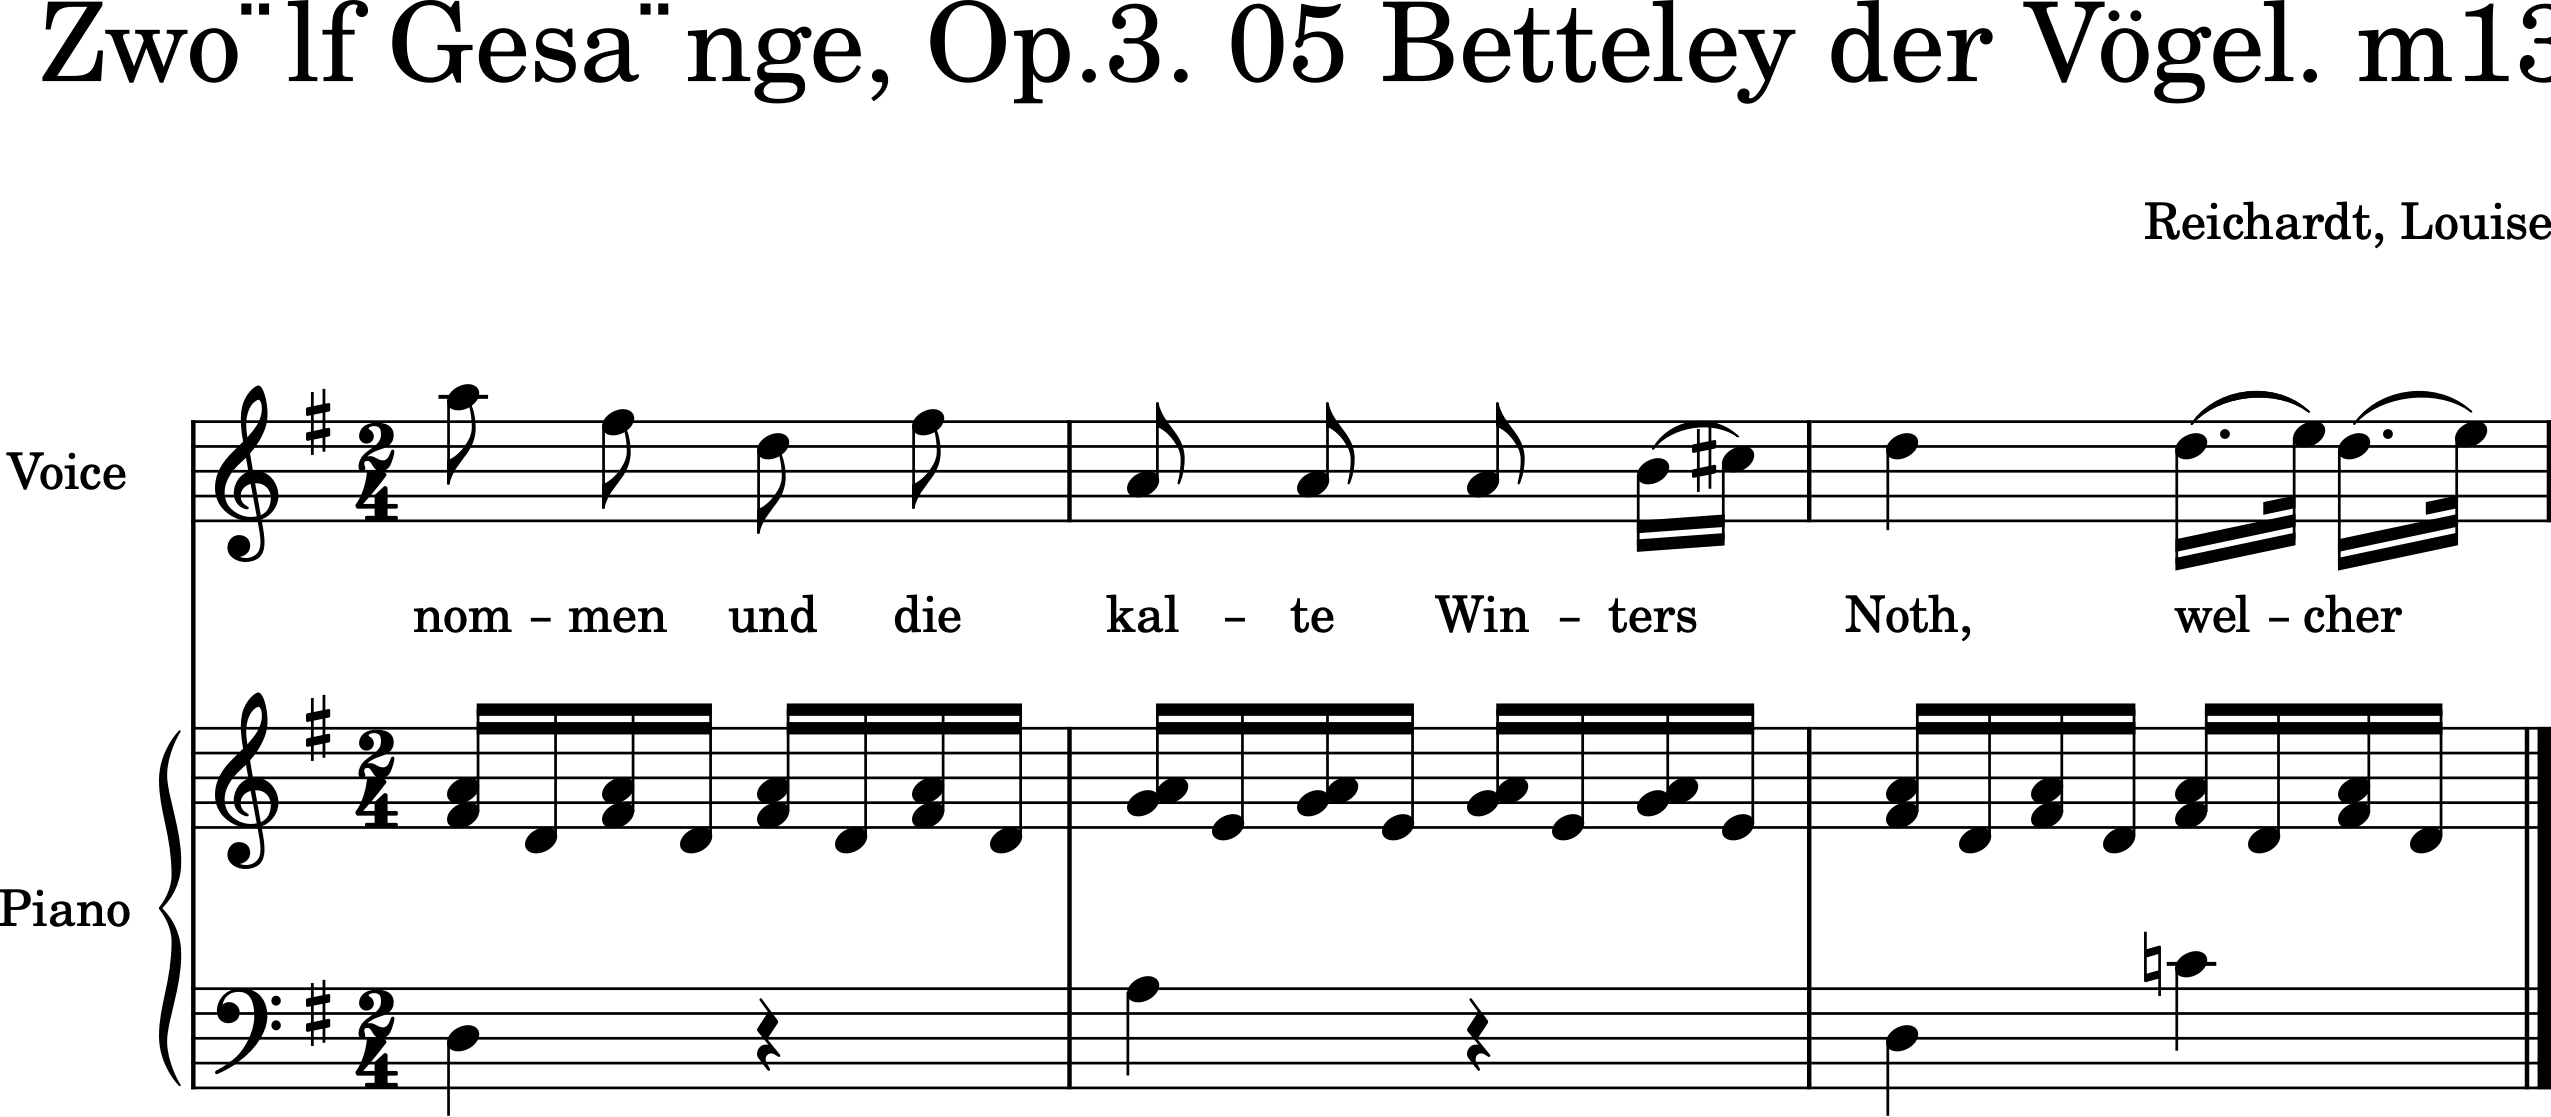 Zwo¨lf Gesa¨nge, Op.3. 05 Betteley der Vögel. m13
Reichardt, Louise
Voice
nom – men und die kal – te Win – ters Noth, wel – cher
Piano